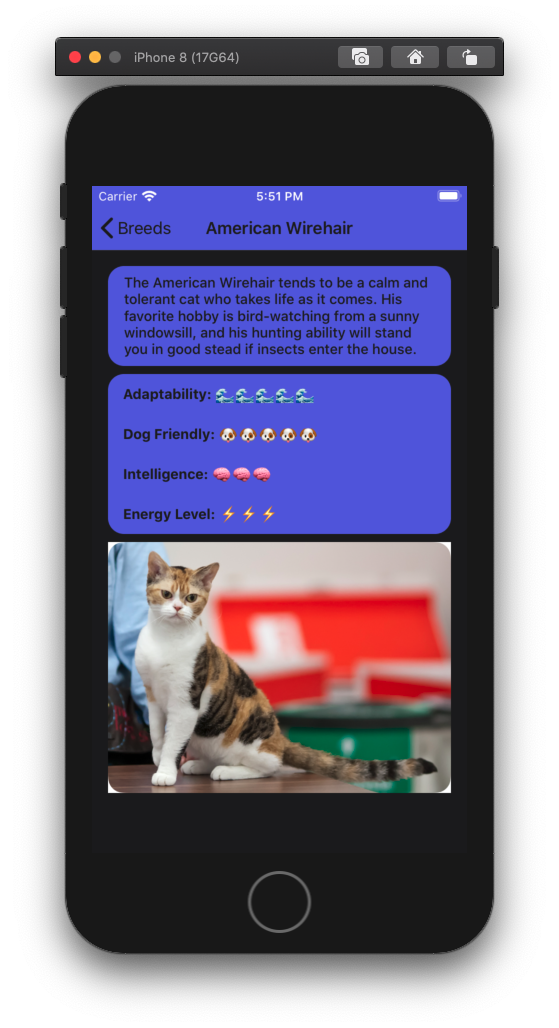 iPhone 8 (17G64)
Carrier 5:51 PM
Breeds American Wirehair
The American Wirehair tends to be a calm and
tolerant cat who takes life as it comes. His
favorite hobby is bird-watching from a sunny
windowsill, and his hunting ability will stand
you in good stead if insects enter the house.
Adaptability: 🌊🌊🌊🌊🌊
Dog Friendly: 🐶🐶🐶🐶🐶
Intelligence: 🧠🧠🧠
Energy Level: ⚡⚡⚡